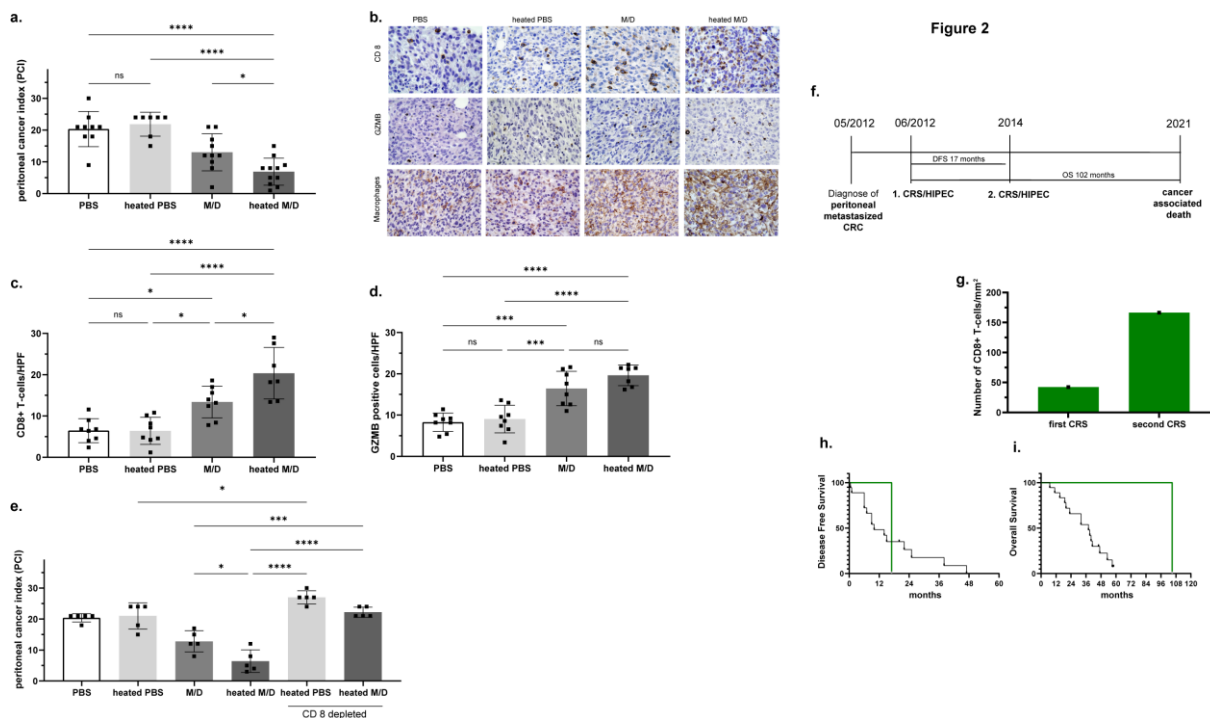 Figure 2
a.
****
****
ns
*
peritoneal cancer index (PCI)
30
20
10
0
PBS
heated PBS
M/D
heated M/D
b.
PBS
heated PBS
M/D
heated M/D
CD 8
GZMB
Macrophages
c.
****
****
*
ns
*
*
CD8+ T-cells/HPF
30
20
10
0
PBS
heated PBS
M/D
heated M/D
d.
****
****
***
ns
***
ns
GZMB positive cells/HPF
30
20
10
0
PBS
heated PBS
M/D
heated M/D
e.
*
***
****
*
****
peritoneal cancer index (PCI)
40
30
20
10
0
PBS
heated PBS
M/D
heated M/D
heated PBS
heated M/D
CD 8 depleted
f.
05/2012
06/2012
2014
2021
DFS 17 months
OS 102 months
Diagnose of
peritoneal
metastasized
CRC
1. CRS/HIPEC
2. CRS/HIPEC
cancer
associated
death
g.
Number of CD8+ T-cells/mm²
200
150
100
50
0
first CRS
second CRS
h.
Disease Free Survival
100
50
0
0
12
24
36
48
60
months
i.
Overall Survival
100
50
0
0 12 24 36 48 60 72 84 96 108 120
months